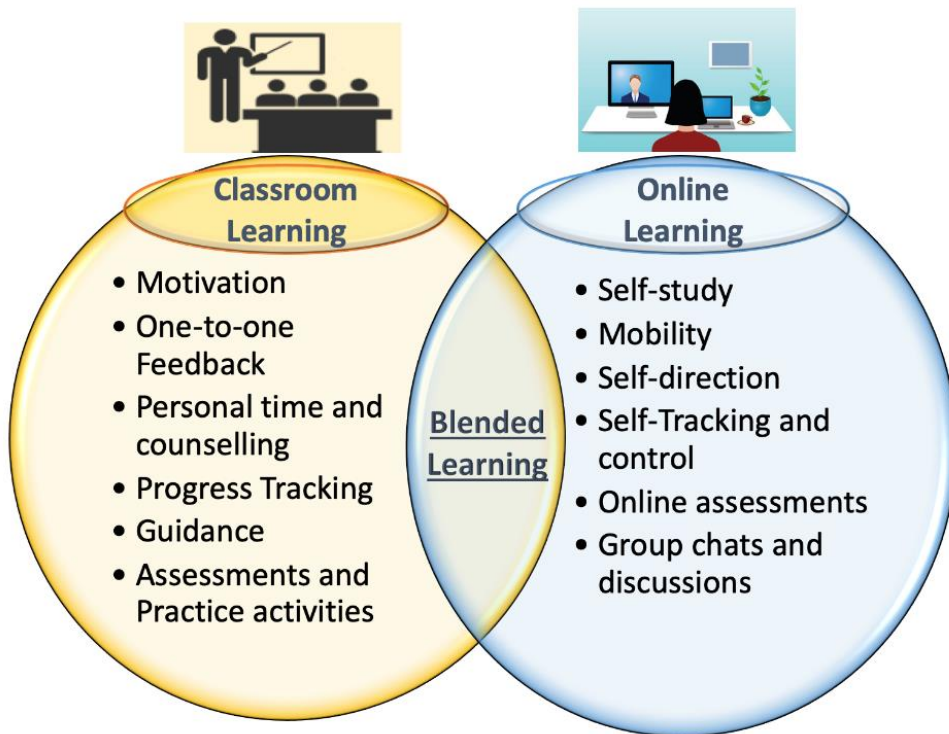 Classroom
Learning
• Motivation
• One-to-one
Feedback
• Personal time and
counselling
• Progress Tracking
• Guidance
• Assessments and
Practice activities
Blended
Learning
Online
Learning
• Self-study
• Mobility
• Self-direction
• Self-Tracking and
control
• Online assessments
• Group chats and
discussions